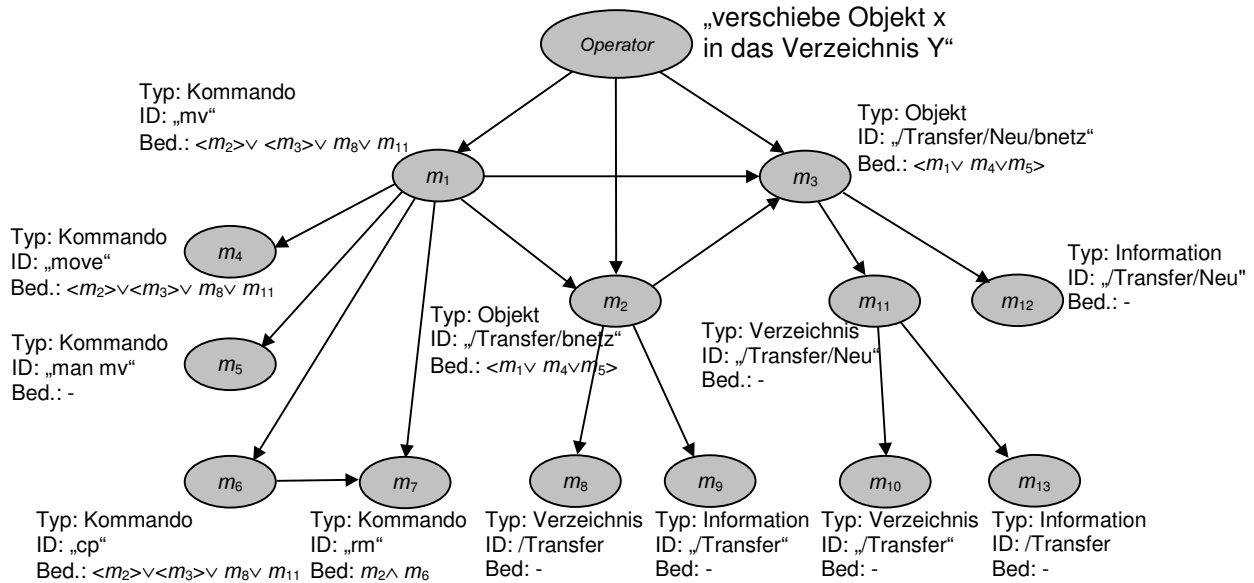 Operator
„verschiebe Objekt x
in das Verzeichnis Y“
Typ: Kommando
ID: „mv“
Bed.: <m2>∨ <m3>∨ m8∨ m11
m1
Typ: Objekt
ID: „/Transfer/Neu/bnetz“
Bed.: <m1∨ m4∨m5>
m3
Typ: Kommando
ID: „move“
Bed.: <m2>∨<m3>∨ m8∨ m11
m4
m2
Typ: Objekt
ID: „/Transfer/bnetz“
Bed.: <m1∨ m4∨m5>
m11
Typ: Verzeichnis
ID: „/Transfer/Neu“
Bed.: -
m12
Typ: Information
ID: „/Transfer/Neu"
Bed.: -
Typ: Kommando
ID: „man mv“
Bed.: -
m5
m6
Typ: Kommando
ID: „cp“
Bed.: <m2>∨<m3>∨ m8∨ m11
m7
Typ: Kommando
ID: „rm“
Bed: m2∧ m6
m8
Typ: Verzeichnis
ID: /Transfer
Bed: -
m9
Typ: Information
ID: „/Transfer“
Bed: -
m10
Typ: Verzeichnis
ID: „/Transfer“
Bed: -
m13
Typ: Information
ID: /Transfer
Bed: -